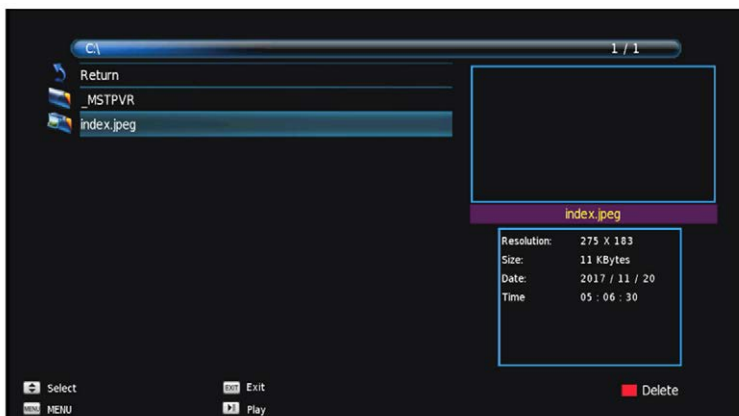 C:\ 1 / 1
Return
_MSTPVR
index.jpeg
index.jpeg
Resolution: 275 X 183
Size: 11 KBytes
Date: 2017 / 11 / 20
Time 05 : 06 : 30
Select EXIT Exit Delete
MENU MENU Play